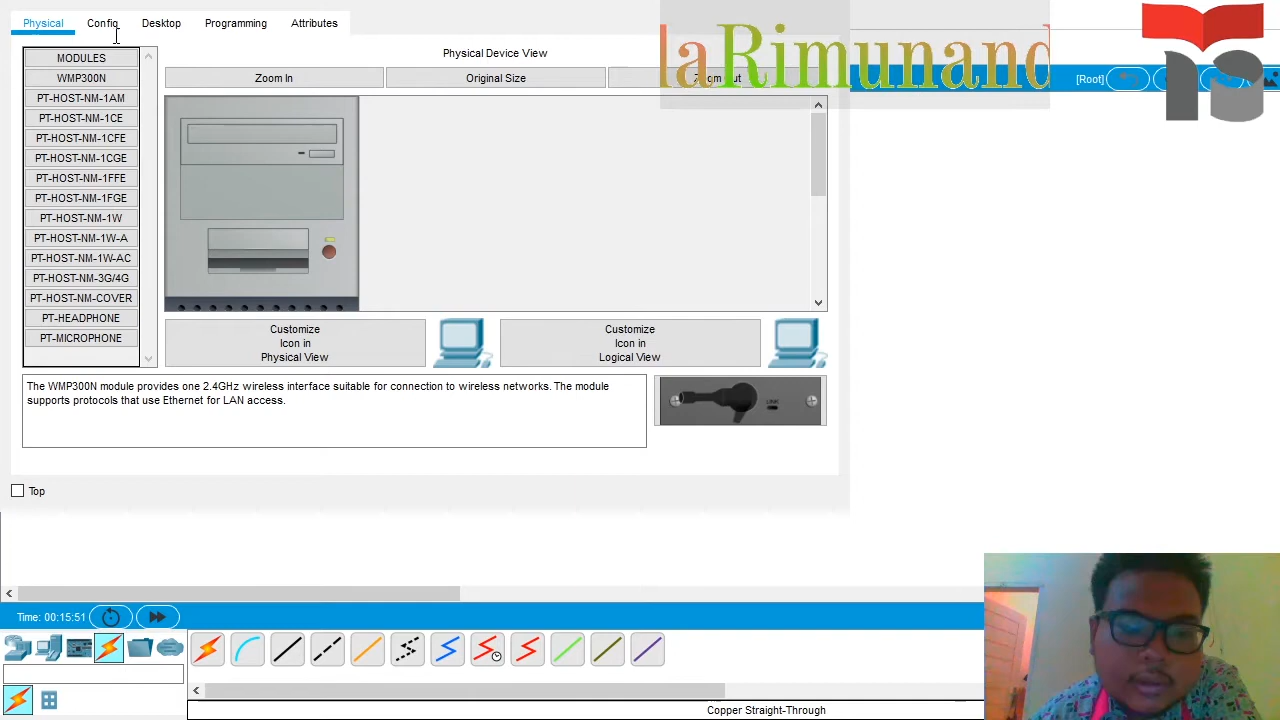 Physical
Config
Desktop
Programming
Attributes
laRimunand
Physical Device View
MODULES
WMP300N
PT-HOST-NM-1AM
PT-HOST-NM-1CE
PT-HOST-NM-1CFE
PT-HOST-NM-1CGE
PT-HOST-NM-1FFE
PT-HOST-NM-1FGE
PT-HOST-NM-1W
PT-HOST-NM-1W-A
PT-HOST-NM-1W-AC
PT-HOST-NM-3G/4G
PT-HOST-NM-COVER
PT-HEADPHONE
PT-MICROPHONE
Zoom In
Original Size
Zoom Out
[Root]
Customize
Icon in
Physical View
Customize
Icon in
Logical View
The WMP300N module provides one 2.4GHz wireless interface suitable for connection to wireless networks. The module
supports protocols that use Ethernet for LAN access.
LINK
Top
Time: 00:15:51
Copper Straight-Through